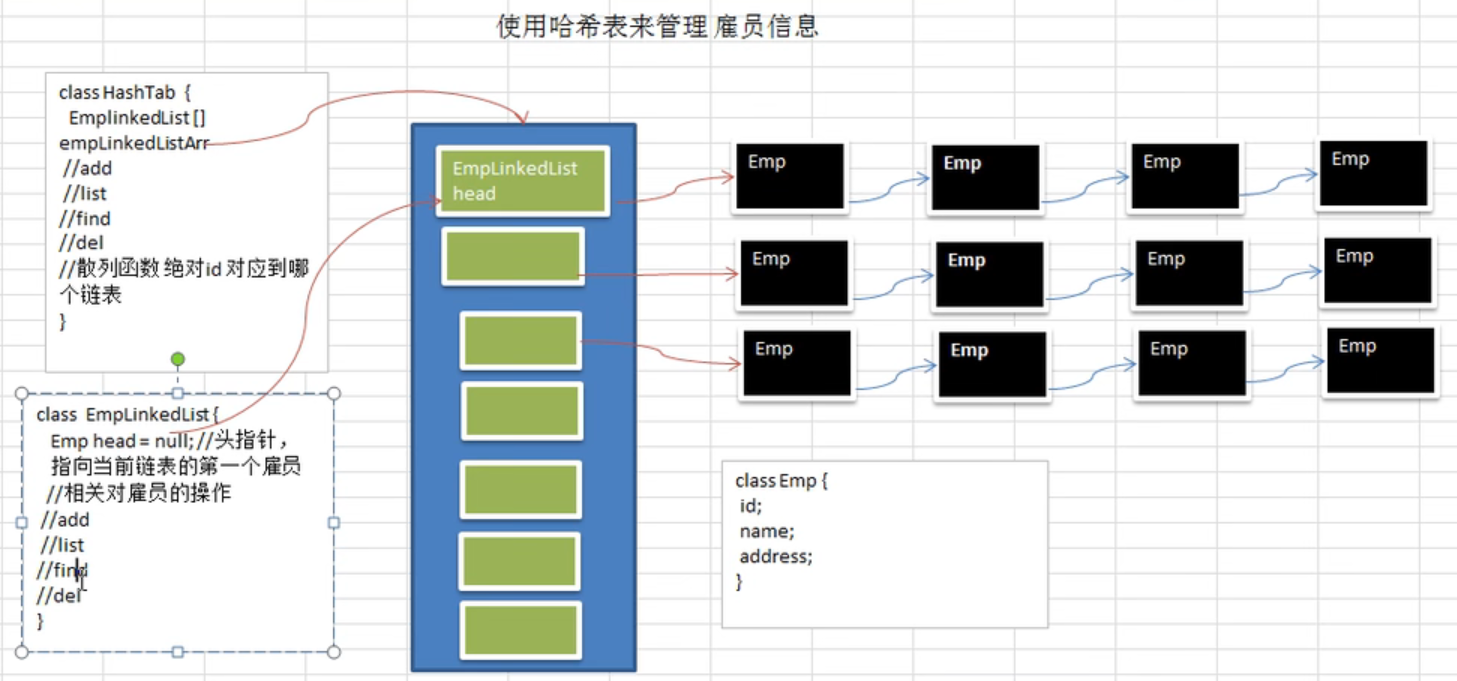 使用哈希表来管理 雇员信息
class HashTab {
EmplinkedList []
empLinkedListArr
//add
//list
//find
//del
//散列函数 绝对id 对应到哪
个链表
}
class EmpLinkedList {
Emp head = null; //头指针，
指向当前链表的第一个雇员
//相关对雇员的操作
//add
//list
//find
//del
}
EmpLinkedList
head
Emp
Emp
Emp
Emp
Emp
Emp
Emp
Emp
Emp
Emp
Emp
Emp
class Emp {
id;
name;
address;
}